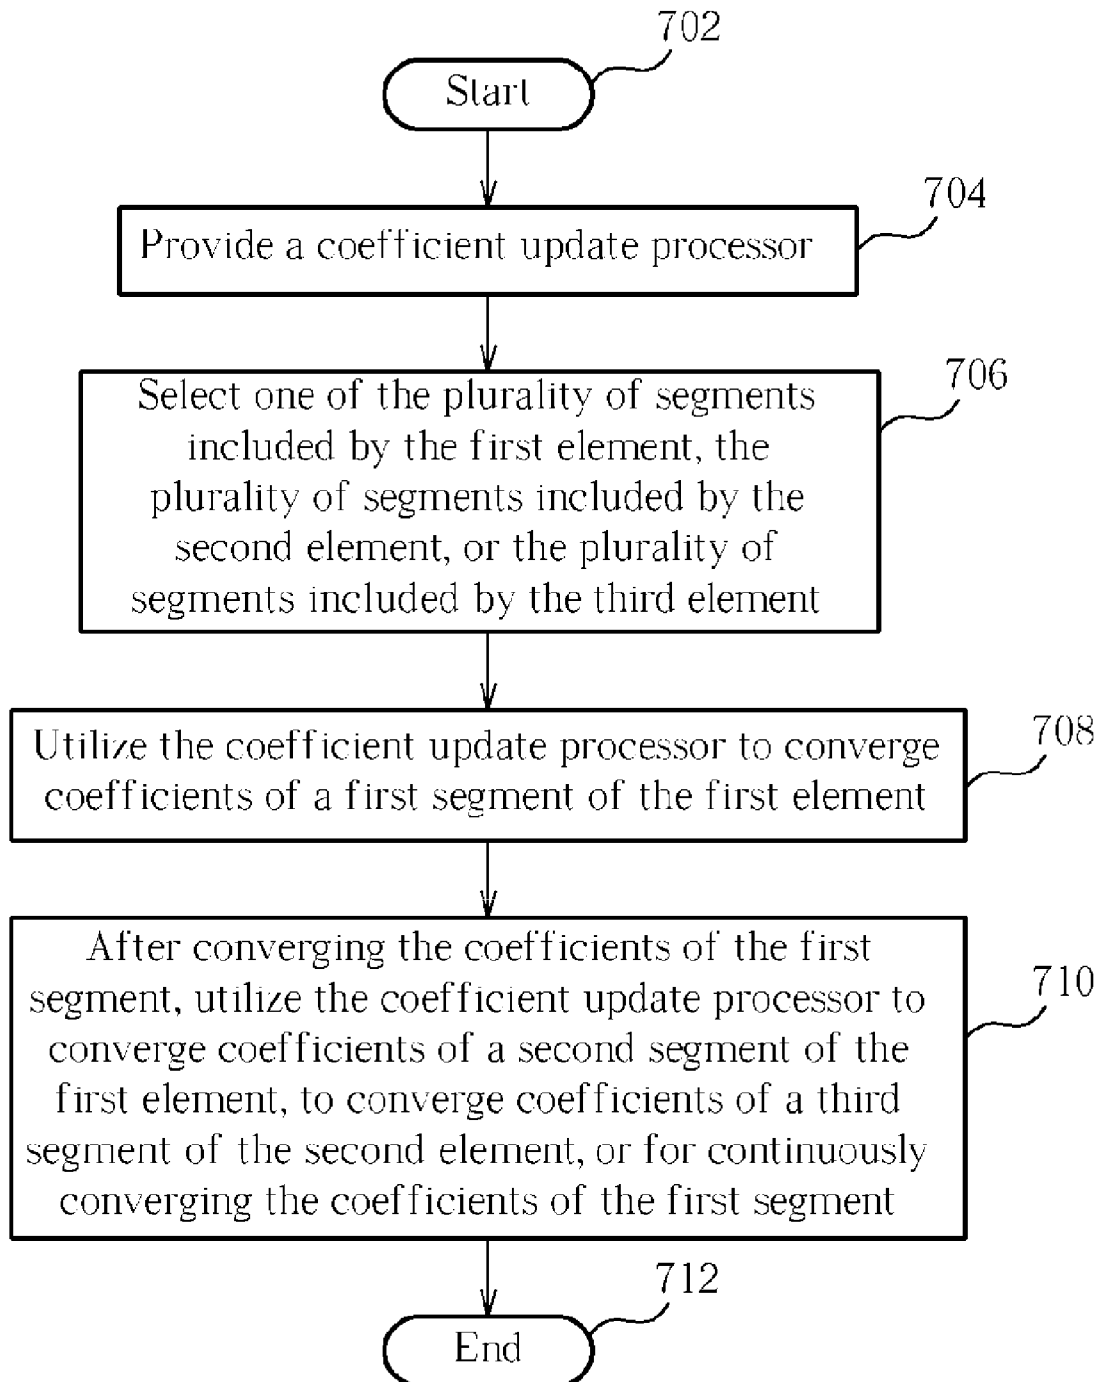 702
Start
704
Provide a coefficient update processor
706
Select one of the plurality of segments
included by the first element, the
plurality of segments included by the
second element, or the plurality of
segments included by the third element
708
Utilize the coefficient update processor to converge
coefficients of a first segment of the first element
710
After converging the coefficients of the first
segment, utilize the coefficient update processor to
converge coefficients of a second segment of the
first element, to converge coefficients of a third
segment of the second element, or for continuously
converging the coefficients of the first segment
712
End